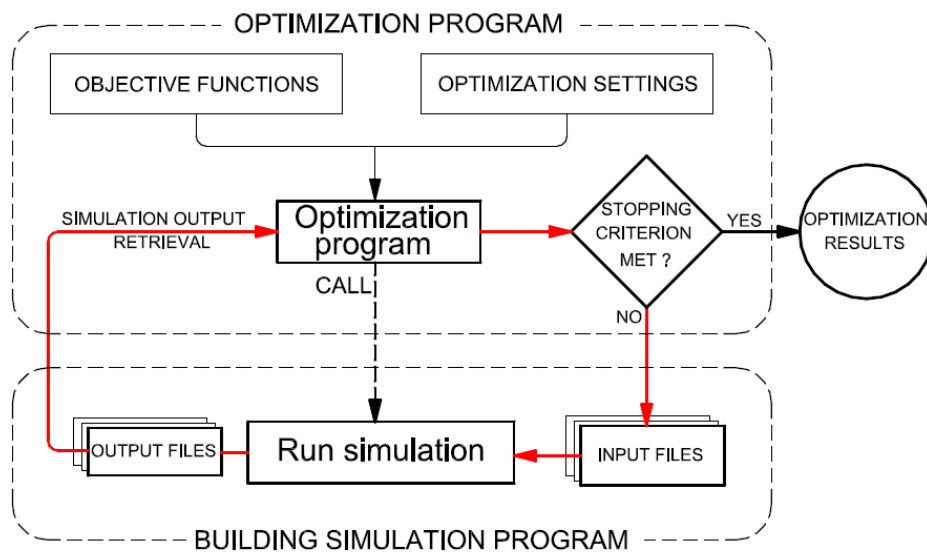 OPTIMIZATION PROGRAM
OBJECTIVE FUNCTIONS
OPTIMIZATION SETTINGS
SIMULATION OUTPUT
RETRIEVAL
Optimization
program
STOPPING
CRITERION
MET ?
YES
OPTIMIZATION
RESULTS
CALL
NO
OUTPUT FILES
Run simulation
INPUT FILES
BUILDING SIMULATION PROGRAM